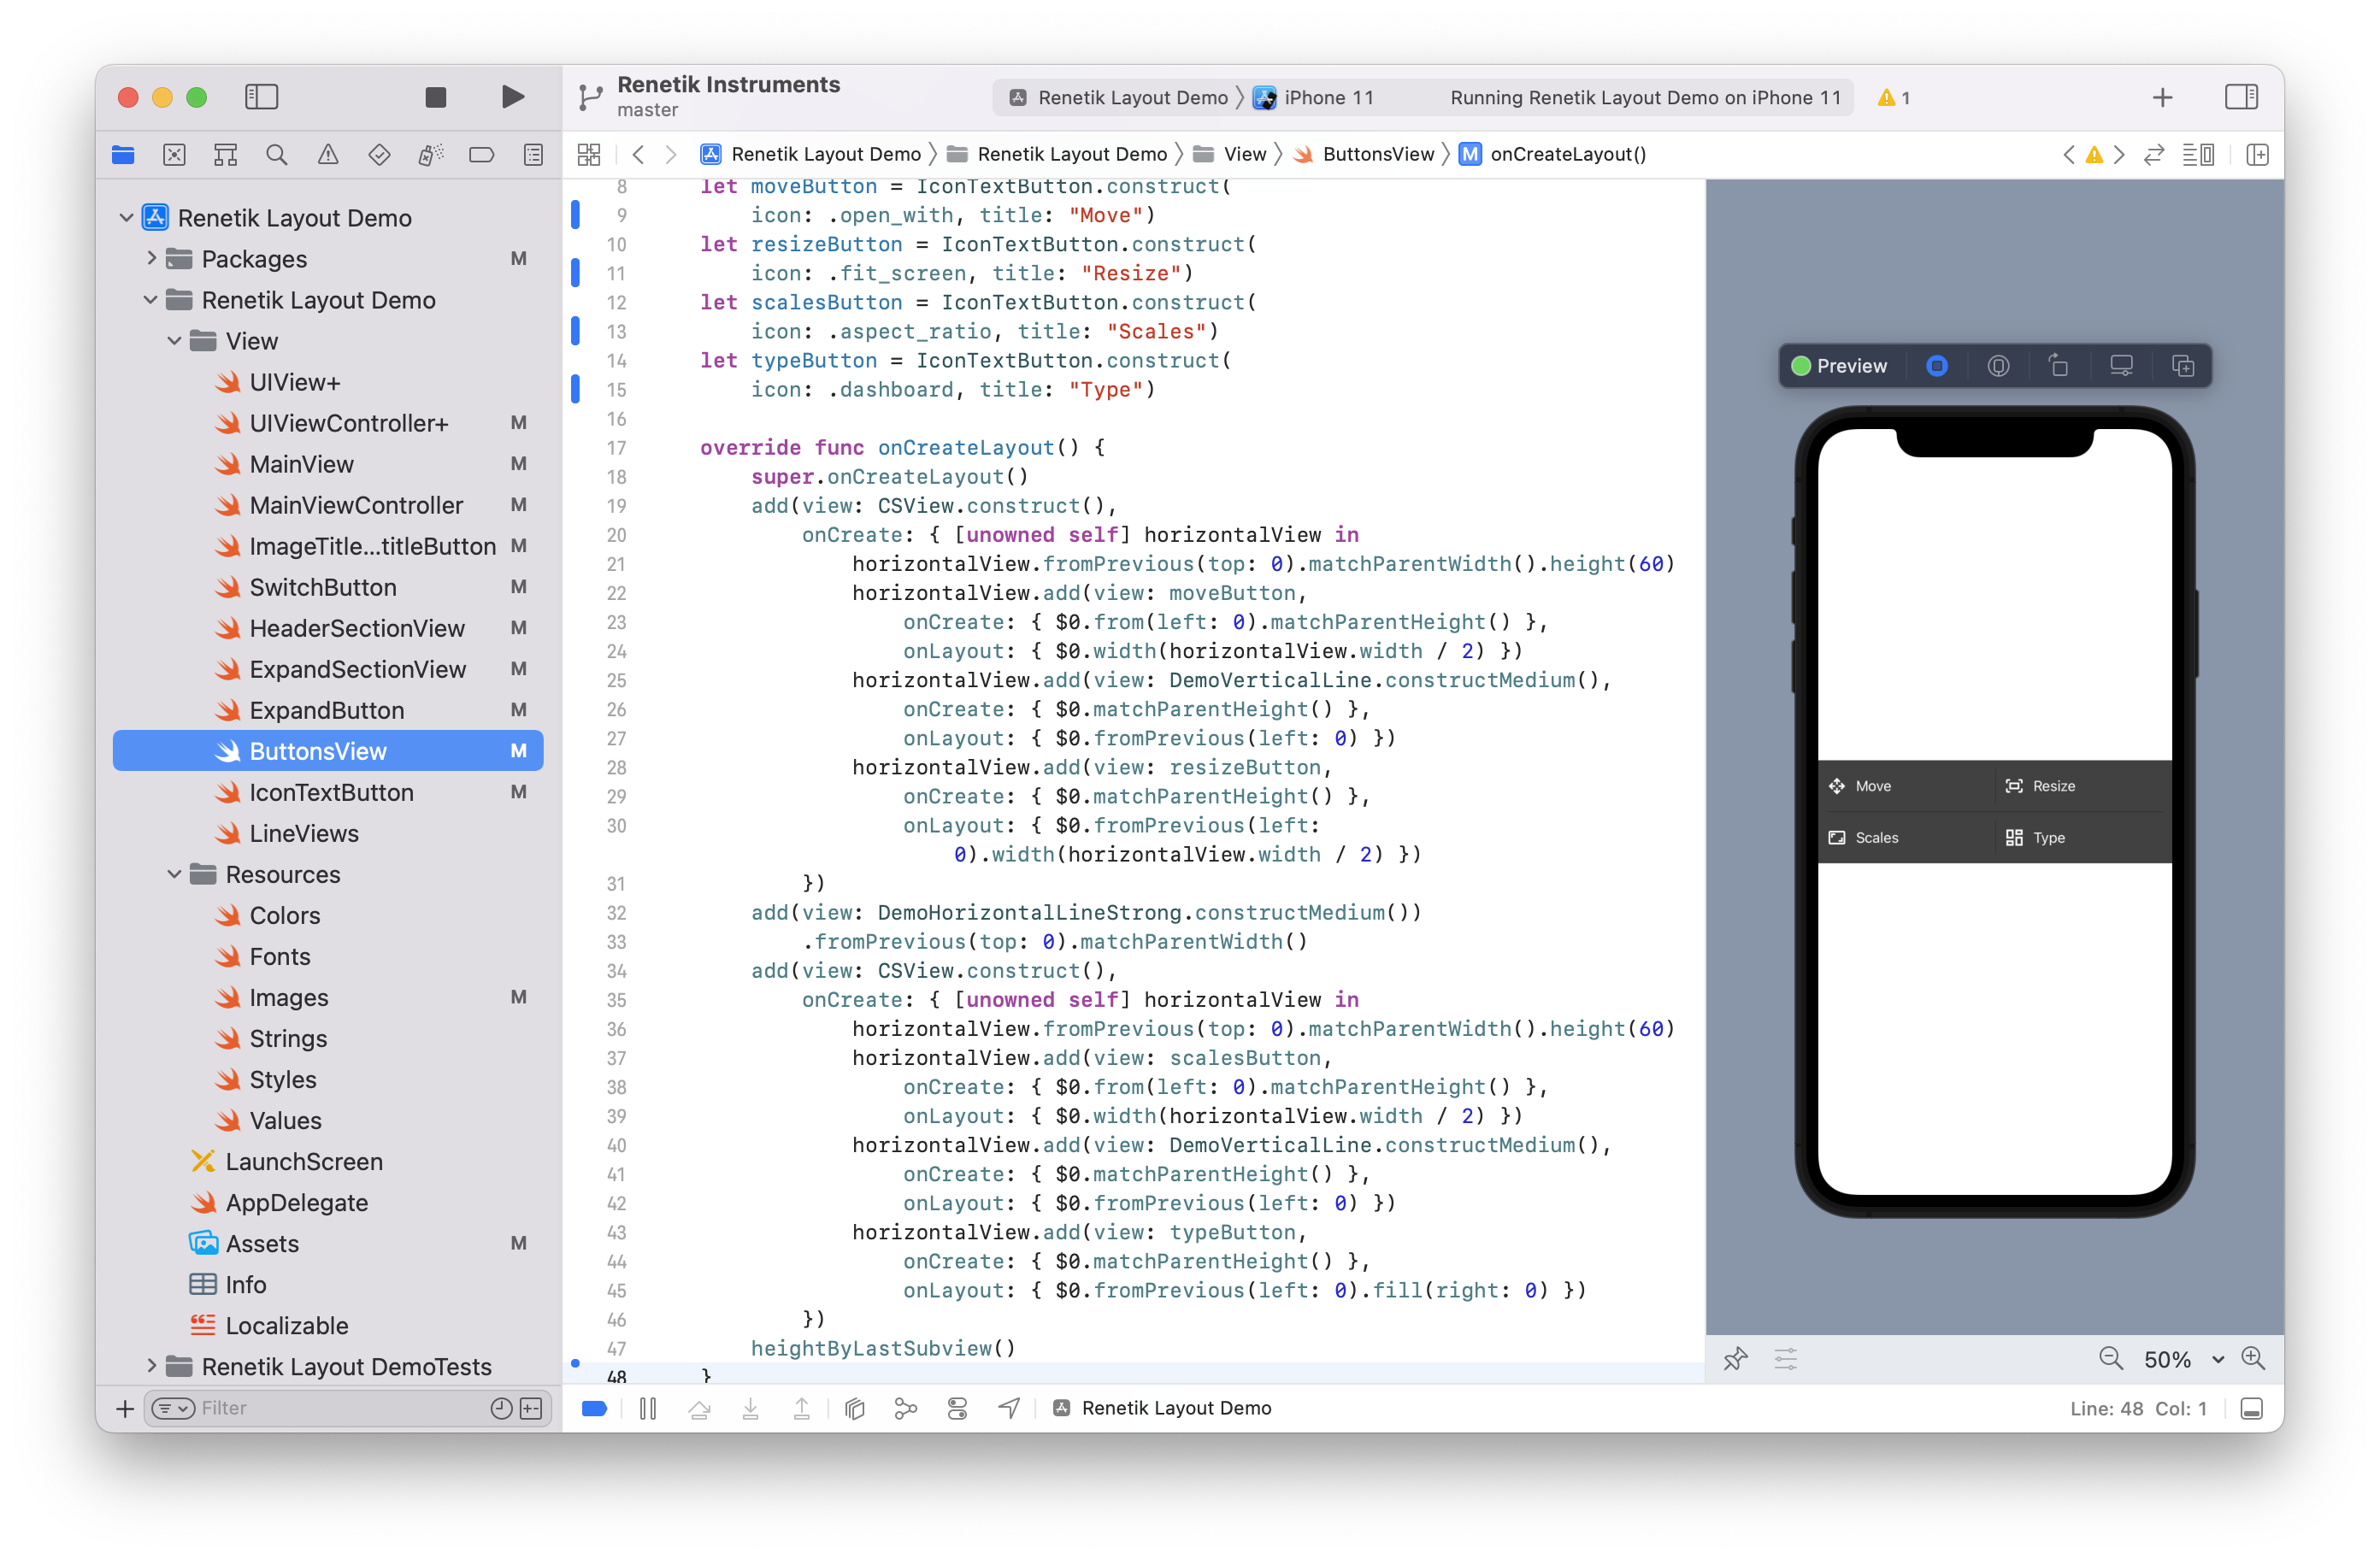 Renetik Instruments
master
Renetik Layout Demo
iPhone 11
Running Renetik Layout Demo on iPhone 11
1
Renetik Layout Demo
Renetik Layout Demo
View
ButtonsView
M
onCreateLayout()
Renetik Layout Demo
Packages M
Renetik Layout Demo
View
UIView+
UIViewController+ M
MainView M
MainViewController M
ImageTitle...titleButton M
SwitchButton M
HeaderSectionView M
ExpandSectionView M
ExpandButton M
ButtonsView M
IconTextButton M
LineViews
Resources
Colors
Fonts
Images M
Strings
Styles
Values
LaunchScreen
AppDelegate
Assets M
Info
Localizable
Renetik Layout DemoTests
Filter
8 let moveButton = IconTextButton.construct(
9 icon: .open_with, title: "Move")
10 let resizeButton = IconTextButton.construct(
11 icon: .fit_screen, title: "Resize")
12 let scalesButton = IconTextButton.construct(
13 icon: .aspect_ratio, title: "Scales")
14 let typeButton = IconTextButton.construct(
15 icon: .dashboard, title: "Type")
16
17 override func onCreateLayout() {
18 super.onCreateLayout()
19 add(view: CSView.construct(),
20 onCreate: { [unowned self] horizontalView in
21 horizontalView.fromPrevious(top: 0).matchParentWidth().height(60)
22 horizontalView.add(view: moveButton,
23 onCreate: { $0.from(left: 0).matchParentHeight() },
24 onLayout: { $0.width(horizontalView.width / 2) })
25 horizontalView.add(view: DemoVerticalLine.constructMedium(),
26 onCreate: { $0.matchParentHeight() },
27 onLayout: { $0.fromPrevious(left: 0) })
28 horizontalView.add(view: resizeButton,
29 onCreate: { $0.matchParentHeight() },
30 onLayout: { $0.fromPrevious(left:
0).width(horizontalView.width / 2) })
31 })
32 add(view: DemoHorizontalLineStrong.constructMedium())
33 .fromPrevious(top: 0).matchParentWidth()
34 add(view: CSView.construct(),
35 onCreate: { [unowned self] horizontalView in
36 horizontalView.fromPrevious(top: 0).matchParentWidth().height(60)
37 horizontalView.add(view: scalesButton,
38 onCreate: { $0.from(left: 0).matchParentHeight() },
39 onLayout: { $0.width(horizontalView.width / 2) })
40 horizontalView.add(view: DemoVerticalLine.constructMedium(),
41 onCreate: { $0.matchParentHeight() },
42 onLayout: { $0.fromPrevious(left: 0) })
43 horizontalView.add(view: typeButton,
44 onCreate: { $0.matchParentHeight() },
45 onLayout: { $0.fromPrevious(left: 0).fill(right: 0) })
46 })
47 heightByLastSubview()
48 }
Preview
Move
Resize
Scales
Type
50%
Renetik Layout Demo
Line: 48 Col: 1